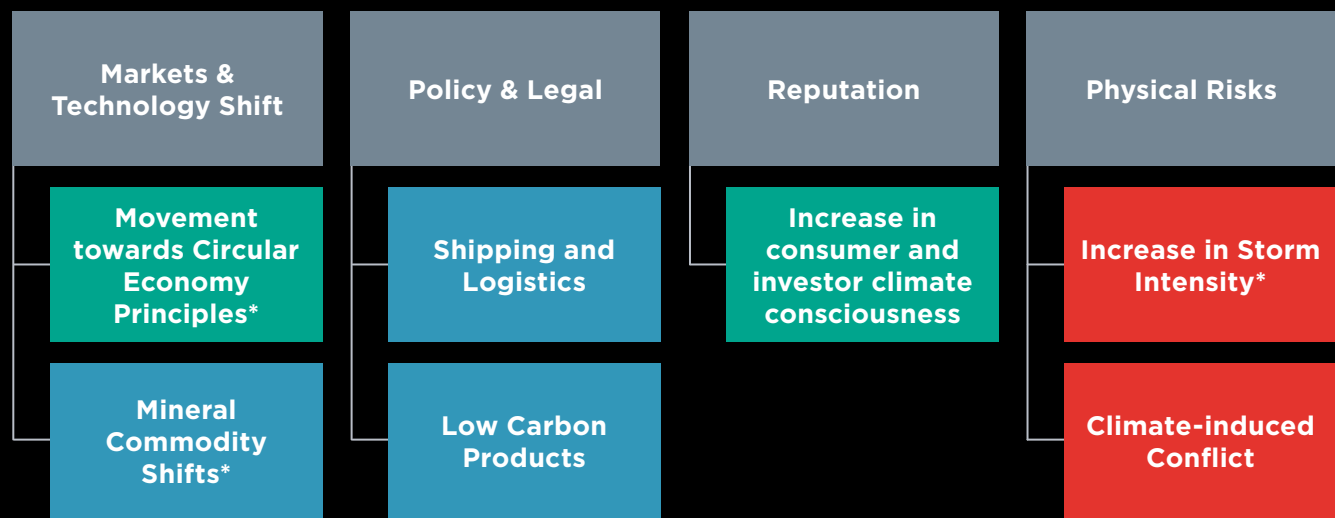 Markets &
Technology Shift
Movement
towards Circular
Economy
Principles*
Mineral
Commodity
Shifts*
Policy & Legal
Shipping and
Logistics
Low Carbon
Products
Reputation
Increase in
consumer and
investor climate
consciousness
Physical Risks
Increase in Storm
Intensity*
Climate-induced
Conflict